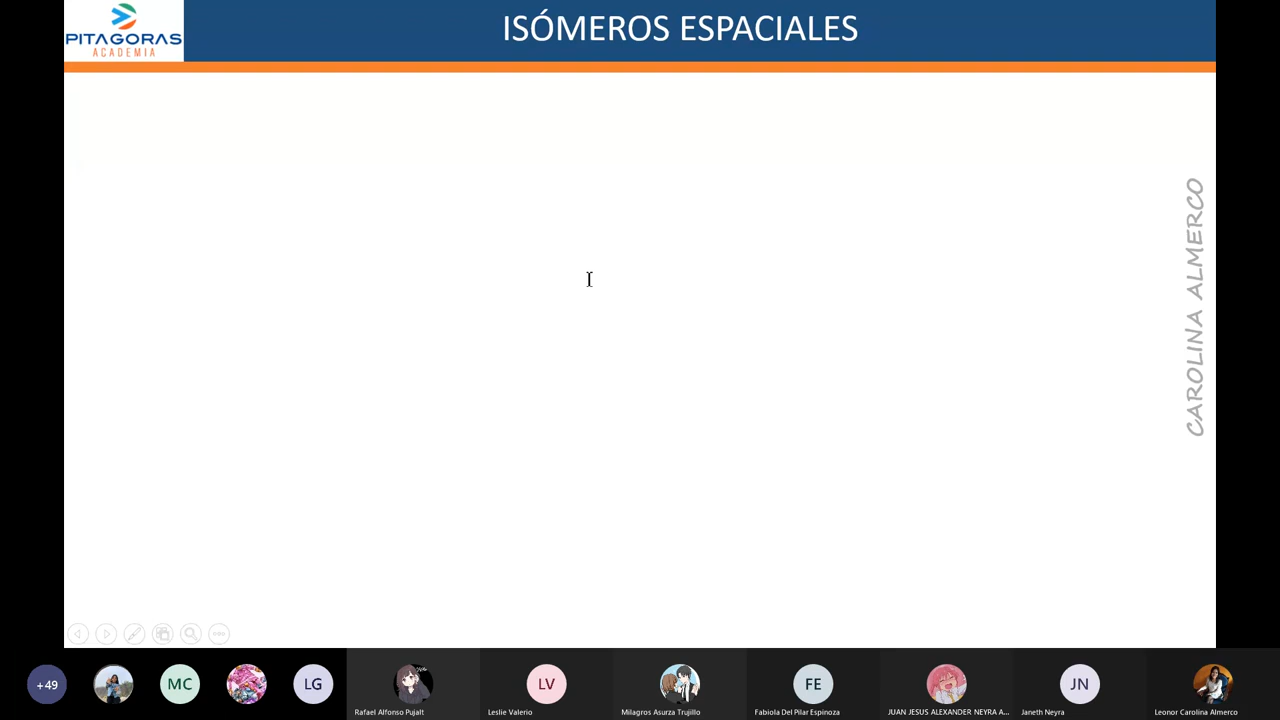 PITAGORAS
ACADEMIA
ISÓMEROS ESPACIALES
CAROLINA ALMERCO
+49
MC
LG
Rafael Alfonso Pujalt
LV
Leslie Valerio
Milagros Asurza Trujillo
FE
Fabiola Del Pilar Espinoza
JUAN JESUS ALEXANDER NEYRA A...
JN
Janeth Neyra
Leonor Carolina Almerco